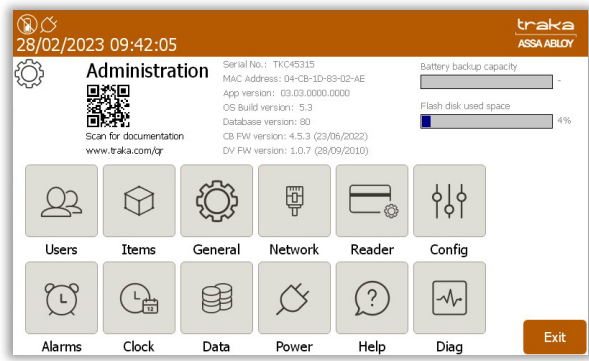 traka
28/02/2023 09:42:05
ASSA ABLOY
Administration
Scan for documentation
www.traka.com/qr
Serial No.: TKC45315
MAC Address: 04-CB-1D-83-02-AE
App version: 03.03.0000.0000
OS Build version: 5.3
Database version: 80
CB FW version: 4.5.3 (23/06/2022)
DV FW version: 1.0.7 (28/09/2010)
Battery backup capacity
-
Flash disk used space
4%
Users
Items
General
Network
Reader
Config
12
Alarms
Clock
Data
Power
Help
Diag
Exit